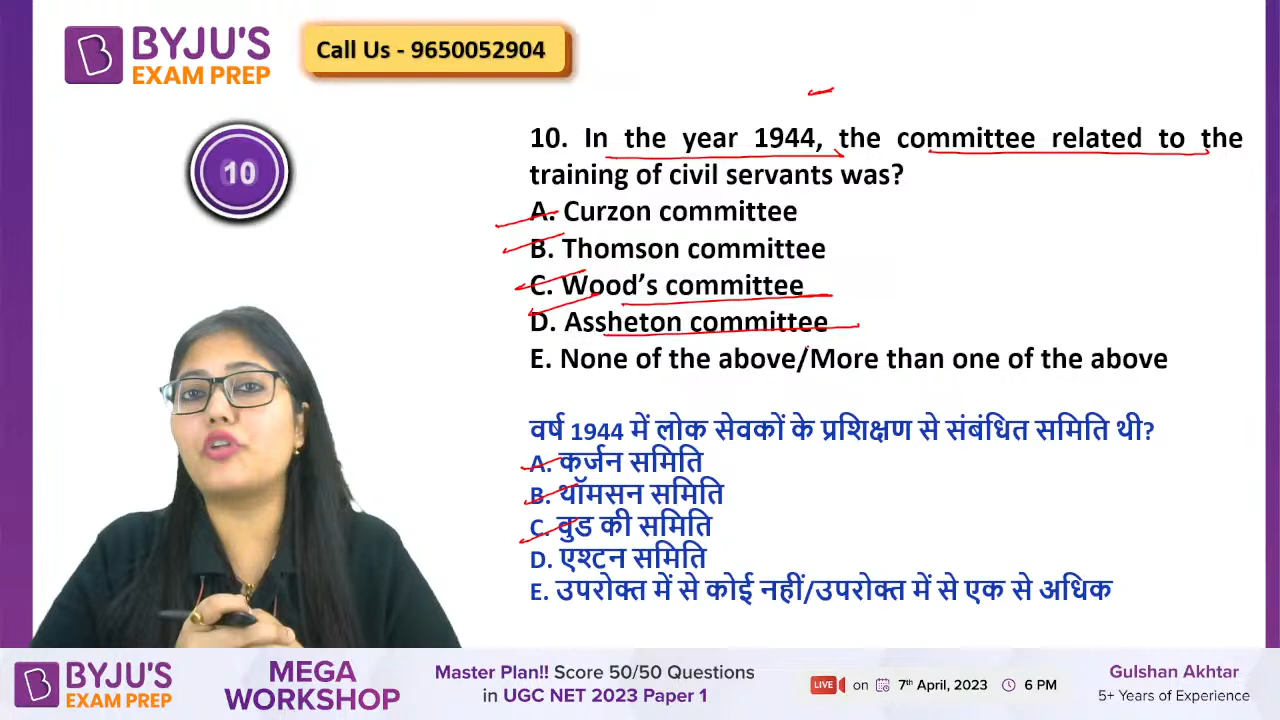 BYJU'S
EXAM PREP
Call Us - 9650052904
10
10. In the year 1944, the committee related to the
training of civil servants was?
A. Curzon committee
B. Thomson committee
C. Wood's committee
D. Assheton committee
E. None of the above/More than one of the above
वर्ष 1944 में लोक सेवकों के प्रशिक्षण से संबंधित समिति थी?
A. कर्जन समिति
B. थॉमसन समिति
C. वुड की समिति
D. एश्टन समिति
E. उपरोक्त में से कोई नहीं/उपरोक्त में से एक से अधिक
BYJU'S
EXAM PREP
MEGA
WORKSHOP
Master Plan!! Score 50/50 Questions
in UGC NET 2023 Paper 1
LIVE on 7th April, 2023 6 PM
Gulshan Akhtar
5+ Years of Experience